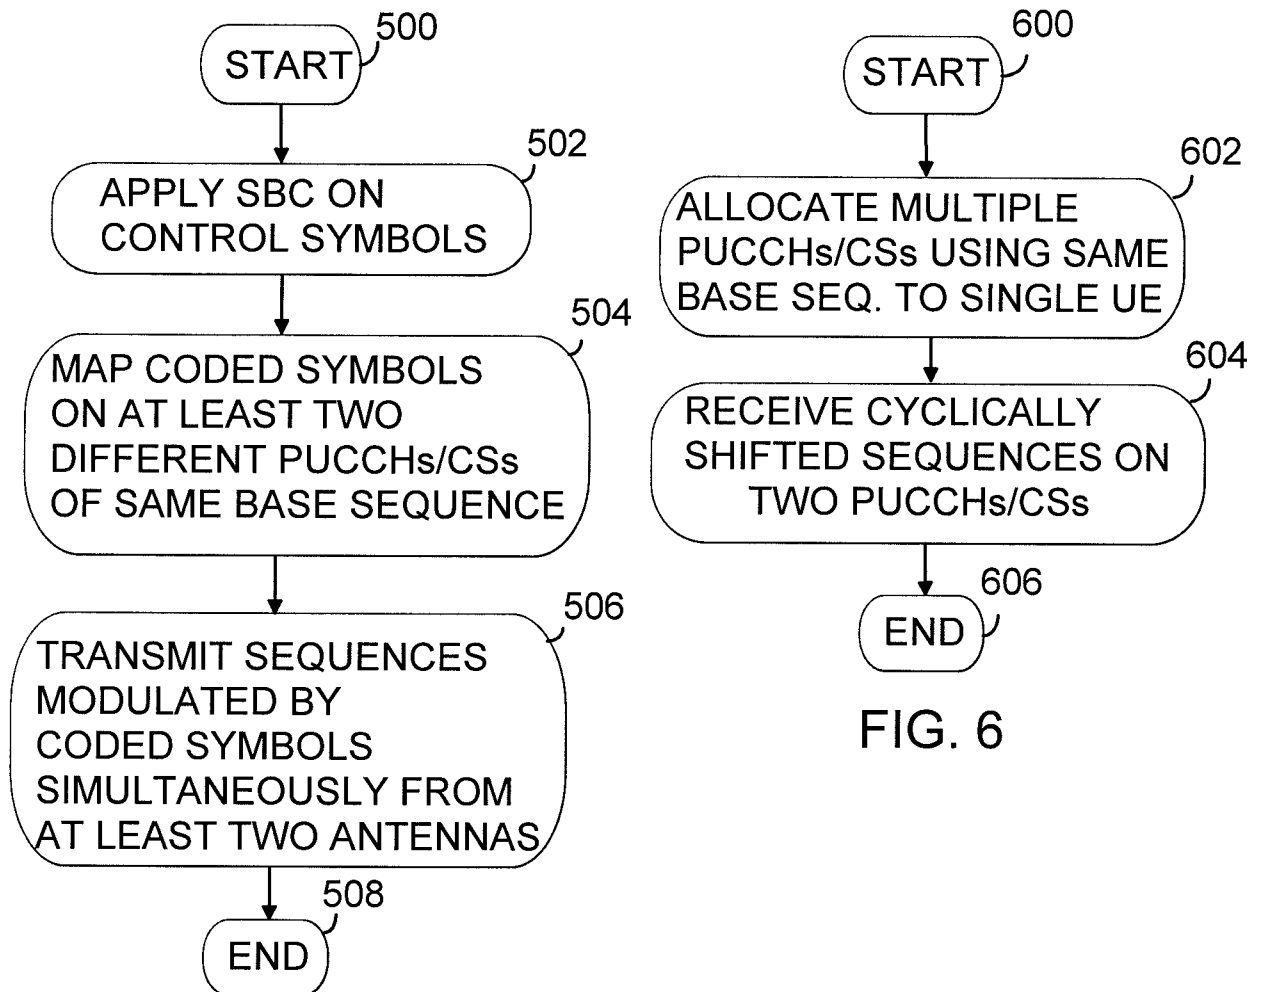 500
START
502
APPLY SBC ON
CONTROL SYMBOLS
504
MAP CODED SYMBOLS
ON AT LEAST TWO
DIFFERENT PUCCHs/CSs
OF SAME BASE SEQUENCE
506
TRANSMIT SEQUENCES
MODULATED BY
CODED SYMBOLS
SIMULTANEOUSLY FROM
AT LEAST TWO ANTENNAS
508
END
600
START
602
ALLOCATE MULTIPLE
PUCCHs/CSs USING SAME
BASE SEQ. TO SINGLE UE
604
RECEIVE CYCLICALLY
SHIFTED SEQUENCES ON
TWO PUCCHs/CSs
606
END
FIG. 6